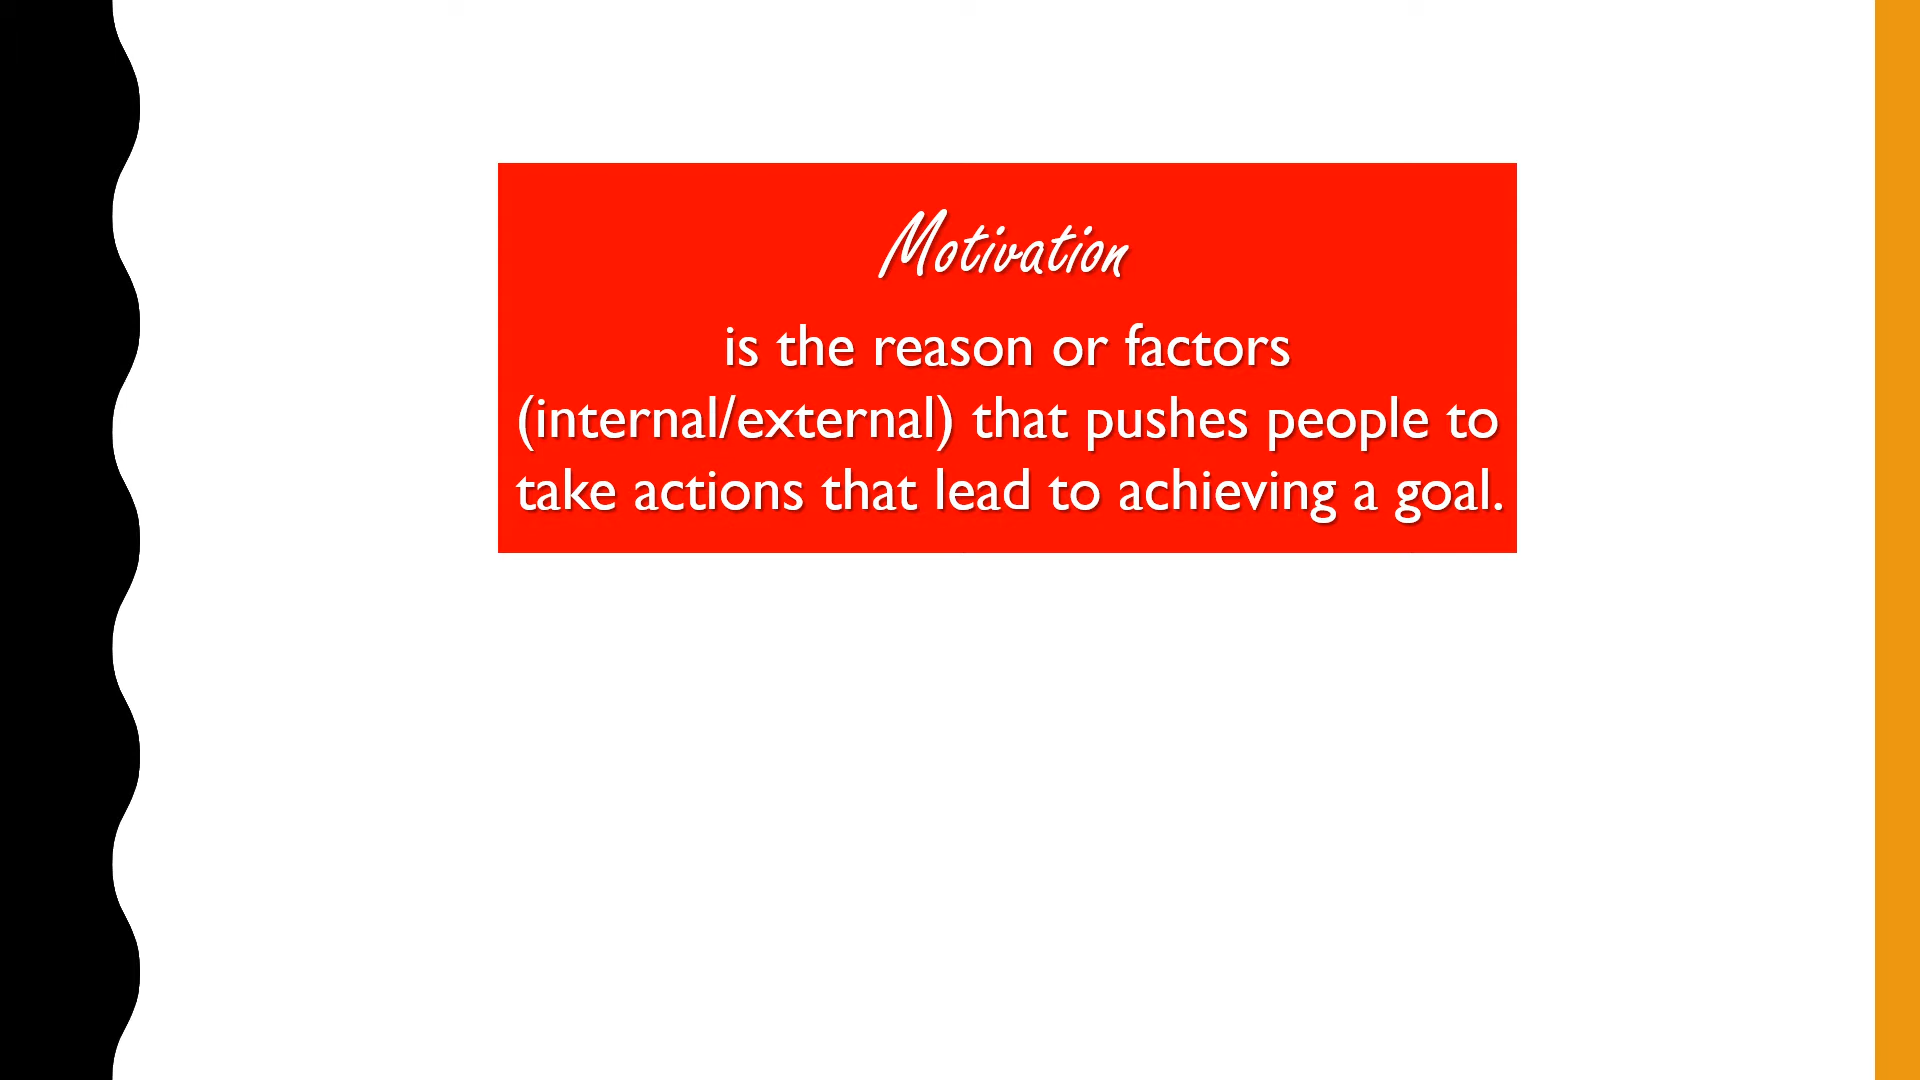 Motivation
is the reason or factors
(internal/external) that pushes people to
take actions that lead to achieving a goal.